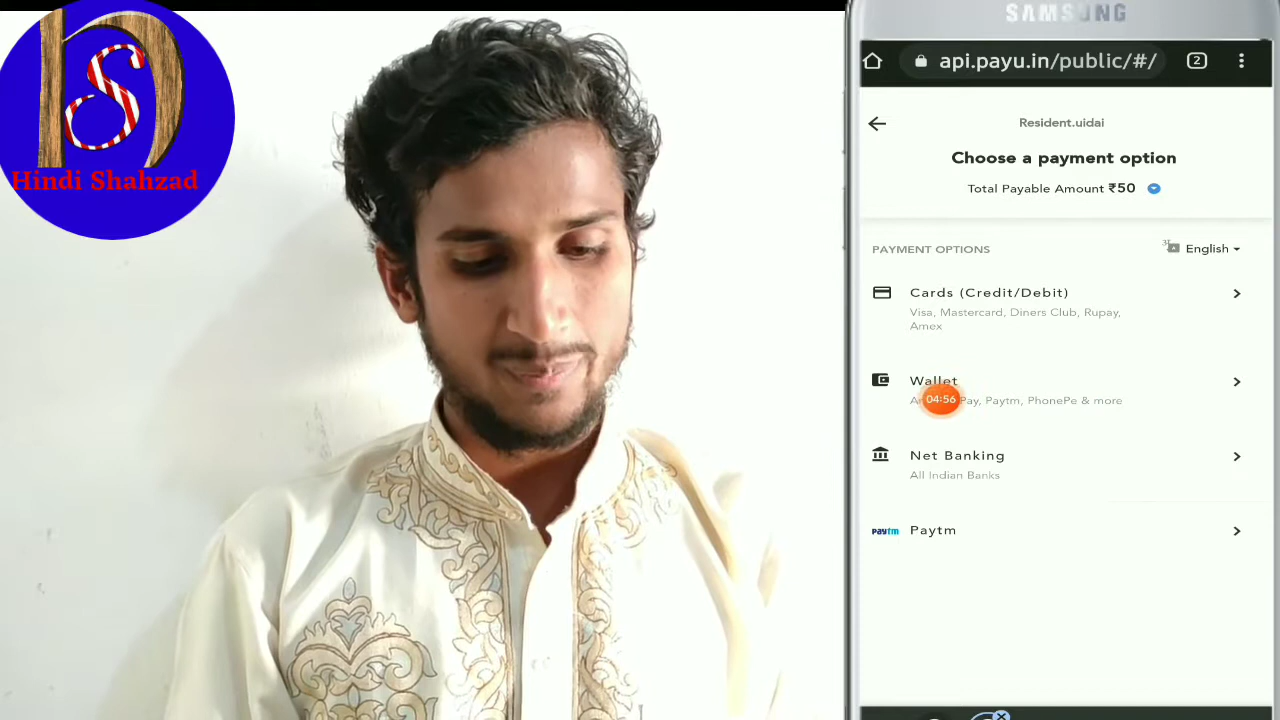 Hindi Shahzad
SAMSUNG
api.payu.in/public/#/
2
Resident.uidai
Choose a payment option
Total Payable Amount ₹50
PAYMENT OPTIONS
English
Cards (Credit/Debit)
Visa, Mastercard, Diners Club, Rupay,
Amex
Wallet
04:56
Pay, Paytm, PhonePe & more
Net Banking
All Indian Banks
paytm
Paytm